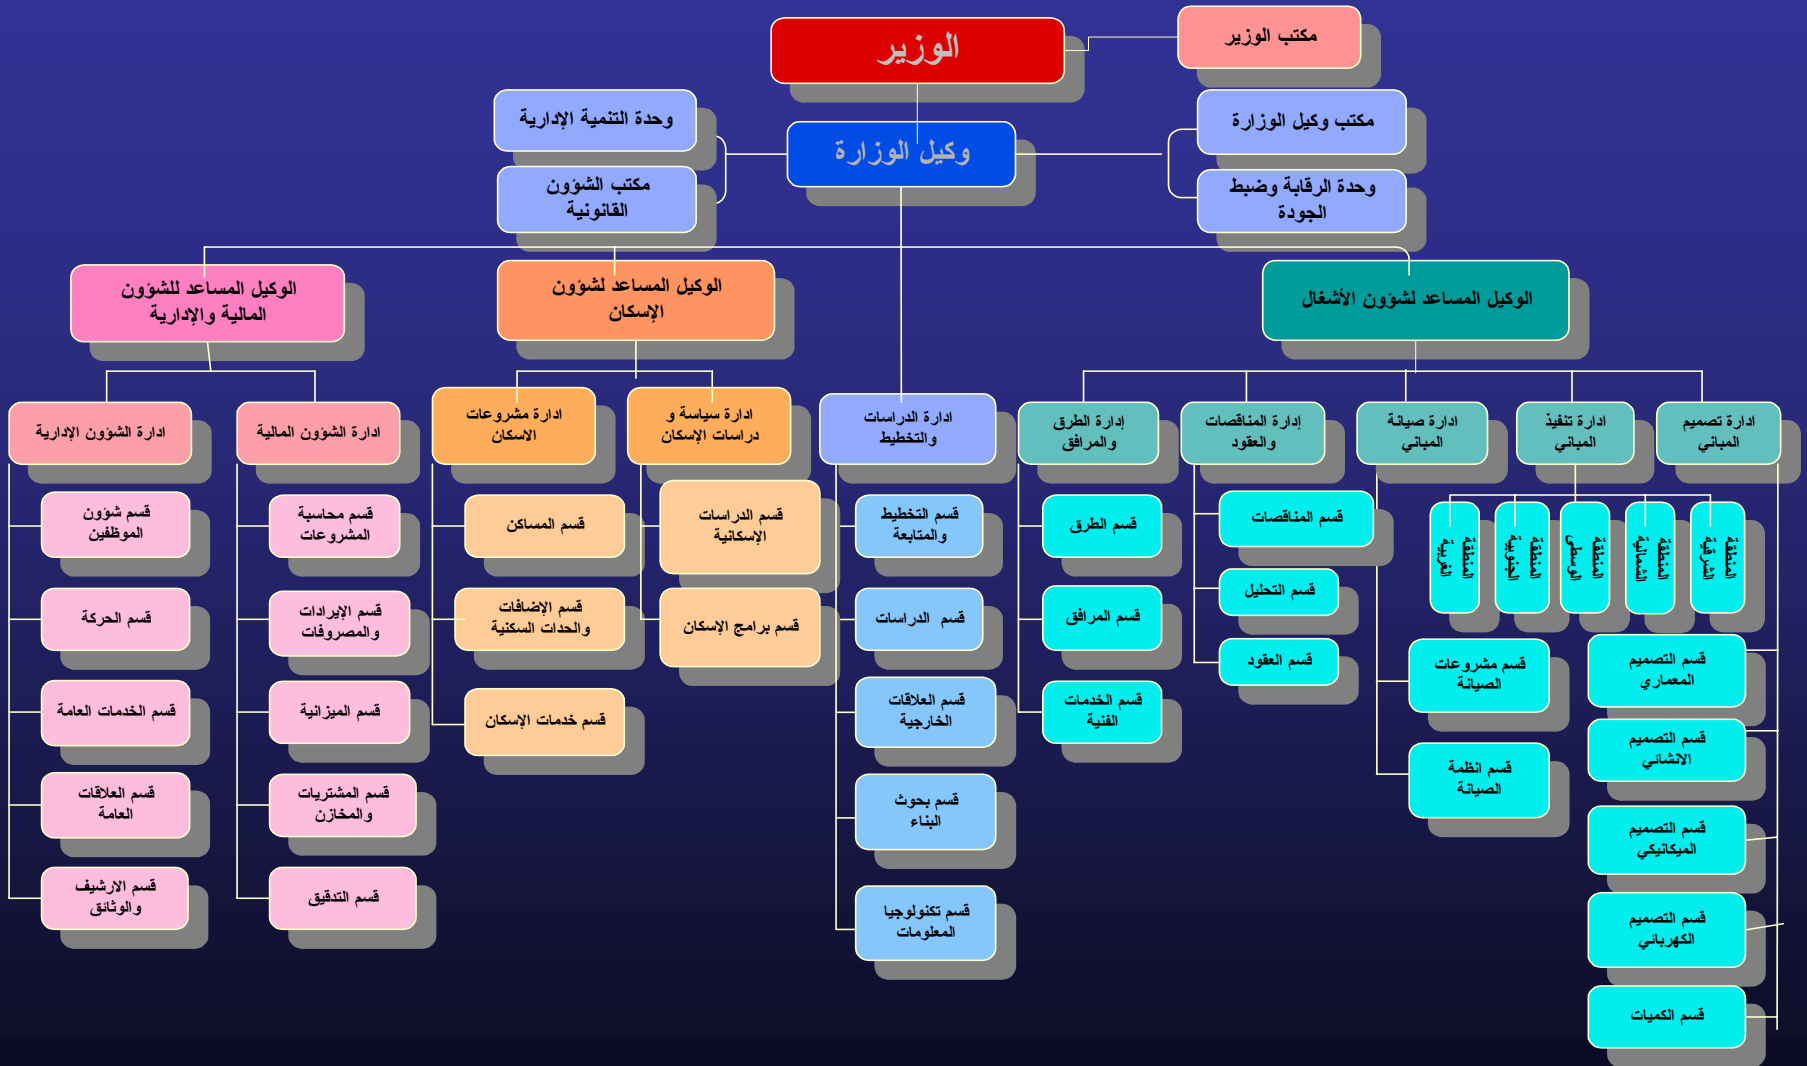 الوزير
مكتب الوزير
وكيل الوزارة
مكتب وكيل الوزارة
وحدة الرقابة وضبط
الجودة
وحدة التنمية الإدارية
مكتب الشؤون
القانونية
الوكيل المساعد لشؤون الأشغال
الوكيل المساعد لشؤون
الإسكان
الوكيل المساعد للشؤون
المالية والإدارية
ادارة تصميم
المباني
ادارة تنفيذ
المباني
ادارة صيانة
المباني
إدارة المناقصات
والعقود
إدارة الطرق
والمرافق
ادارة الدراسات
والتخطيط
ادارة سياسة و
دراسات الإسكان
ادارة مشروعات
الاسكان
ادارة الشؤون المالية
ادارة الشؤون الإدارية
المنطقة
الشرقية
المنطقة
الشمالية
المنطقة
الوسطى
المنطقة
الجنوبية
المنطقة
الغربية
قسم التصميم
المعماري
قسم التصميم
الانشائي
قسم التصميم
الميكانيكي
قسم التصميم
الكهربائي
قسم الكميات
قسم مشروعات
الصيانة
قسم انظمة
الصيانة
قسم المناقصات
قسم التحليل
قسم العقود
قسم الطرق
قسم المرافق
قسم الخدمات
الفنية
قسم التخطيط
والمتابعة
قسم الدراسات
قسم العلاقات
الخارجية
قسم بحوث
البناء
قسم تكنولوجيا
المعلومات
قسم الدراسات
الإسكانية
قسم برامج الإسكان
قسم المساكن
قسم الإضافات
والحدات السكنية
قسم خدمات الإسكان
قسم محاسبة
المشروعات
قسم الإيرادات
والمصروفات
قسم الميزانية
قسم المشتريات
والمخازن
قسم التدقيق
قسم شؤون
الموظفين
قسم الحركة
قسم الخدمات العامة
قسم العلاقات
العامة
قسم الارشيف
والوثائق